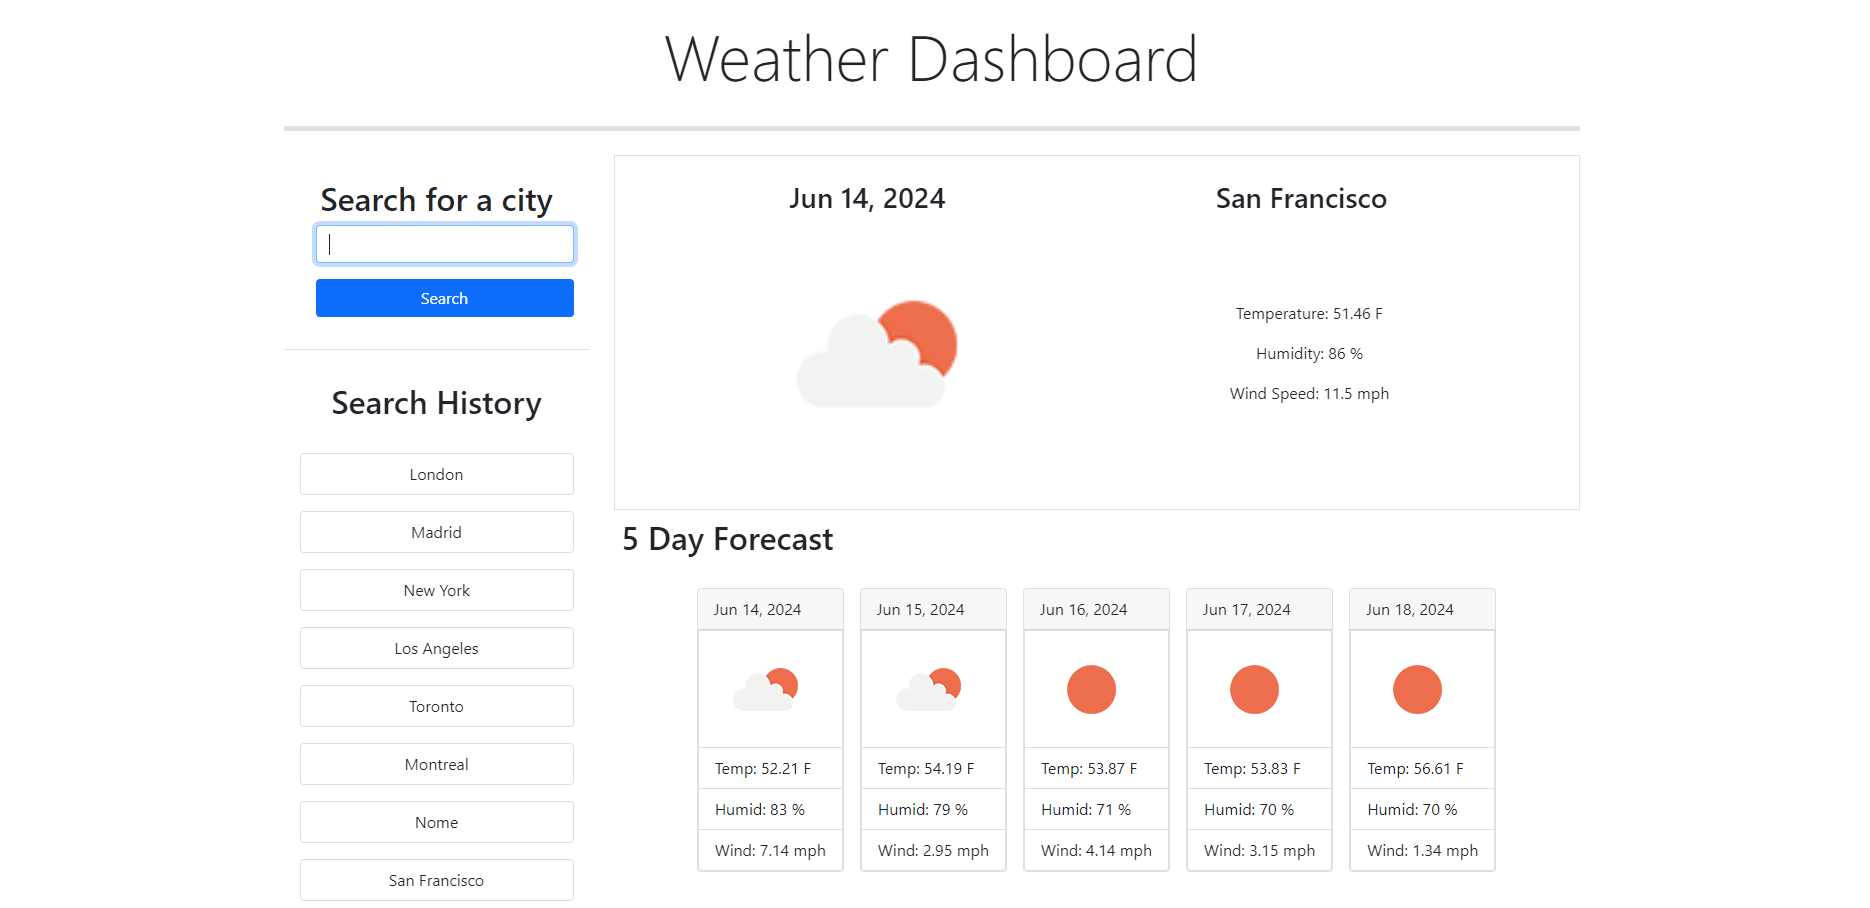 Weather Dashboard
Search for a city
Search
Search History
London
Madrid
New York
Los Angeles
Toronto
Montreal
Nome
San Francisco
Jun 14, 2024
San Francisco
Temperature: 51.46 F
Humidity: 86 %
Wind Speed: 11.5 mph
5 Day Forecast
Jun 14, 2024
Temp: 52.21 F
Humid: 83 %
Wind: 7.14 mph
Jun 15, 2024
Temp: 54.19 F
Humid: 79 %
Wind: 2.95 mph
Jun 16, 2024
Temp: 53.87 F
Humid: 71 %
Wind: 4.14 mph
Jun 17, 2024
Temp: 53.83 F
Humid: 70 %
Wind: 3.15 mph
Jun 18, 2024
Temp: 56.61 F
Humid: 70 %
Wind: 1.34 mph